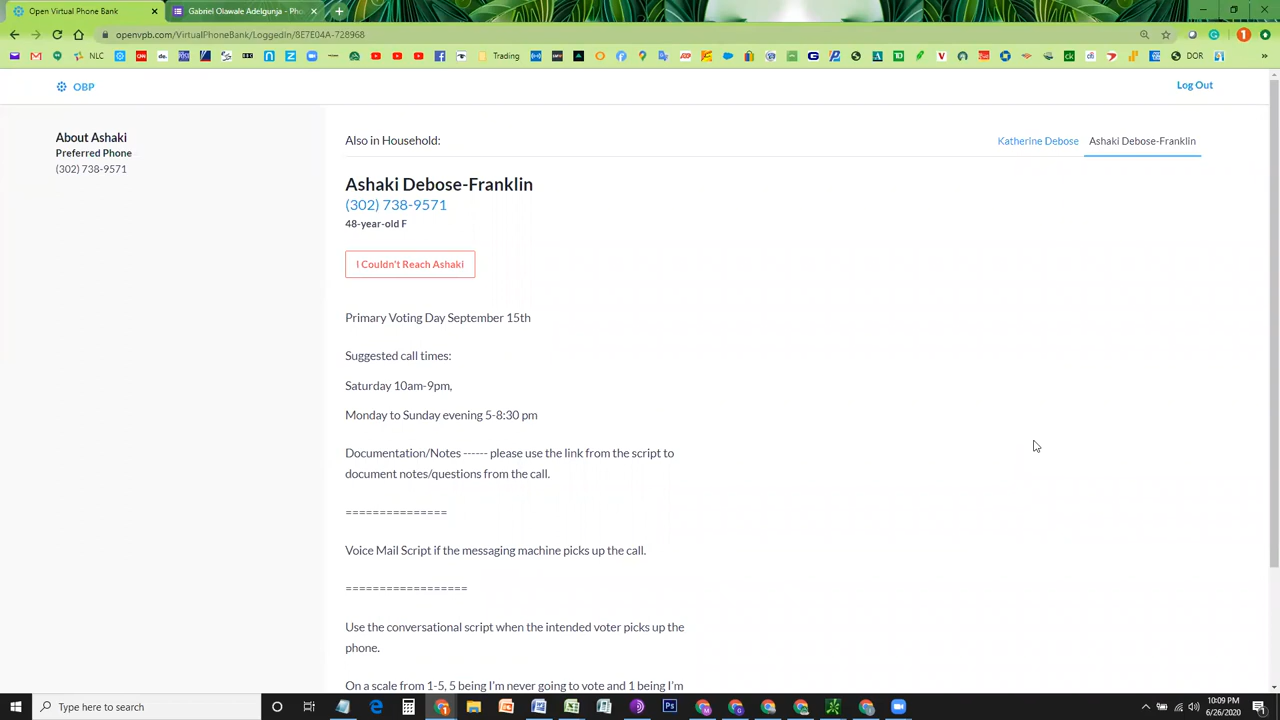 Open Virtual Phone Bank
Gabriel Olawale Adelgunja - Pho
openvpb.com/VirtualPhoneBank/LoggedIn/8E7E04A-728968
NLC
Trading
DOR
OBP
Log Out
About Ashaki
Preferred Phone
(302) 738-9571
Also in Household:
Katherine Debose
Ashaki Debose-Franklin
Ashaki Debose-Franklin
(302) 738-9571
48-year-old F
I Couldn't Reach Ashaki
Primary Voting Day September 15th
Suggested call times:
Saturday 10am-9pm,
Monday to Sunday evening 5-8:30 pm
Documentation/Notes ------ please use the link from the script to
document notes/questions from the call.
===============
Voice Mail Script if the messaging machine picks up the call.
==================
Use the conversational script when the intended voter picks up the
phone.
On a scale from 1-5, 5 being I'm never going to vote and 1 being I'm
Type here to search
10:09 PM
6/26/2020